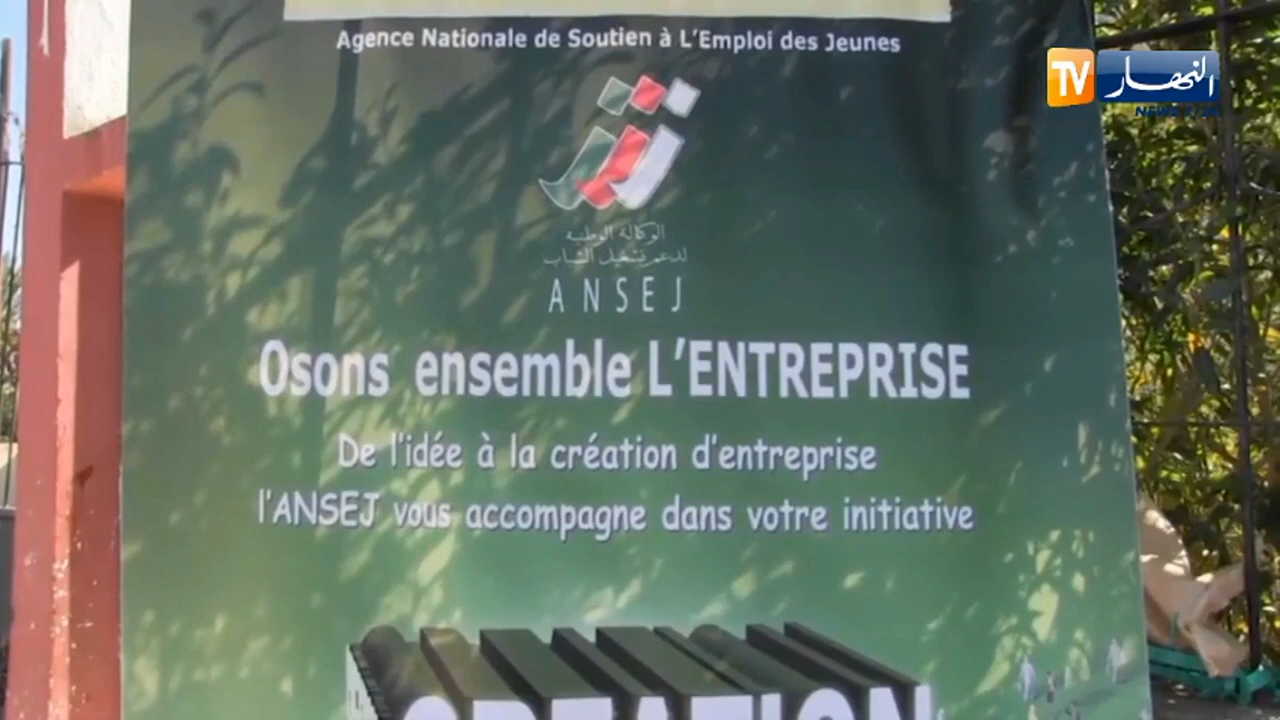 Agence Nationale de Soutien à L'Emploi des Jeunes
TV النهار
الوكالة الوطنية
لدعم تشغيل الشباب
ANSEJ
Osons ensemble L'ENTREPRISE
De l'idée à la création d'entreprise
l'ANSEJ vous accompagne dans votre initiative
CREATION